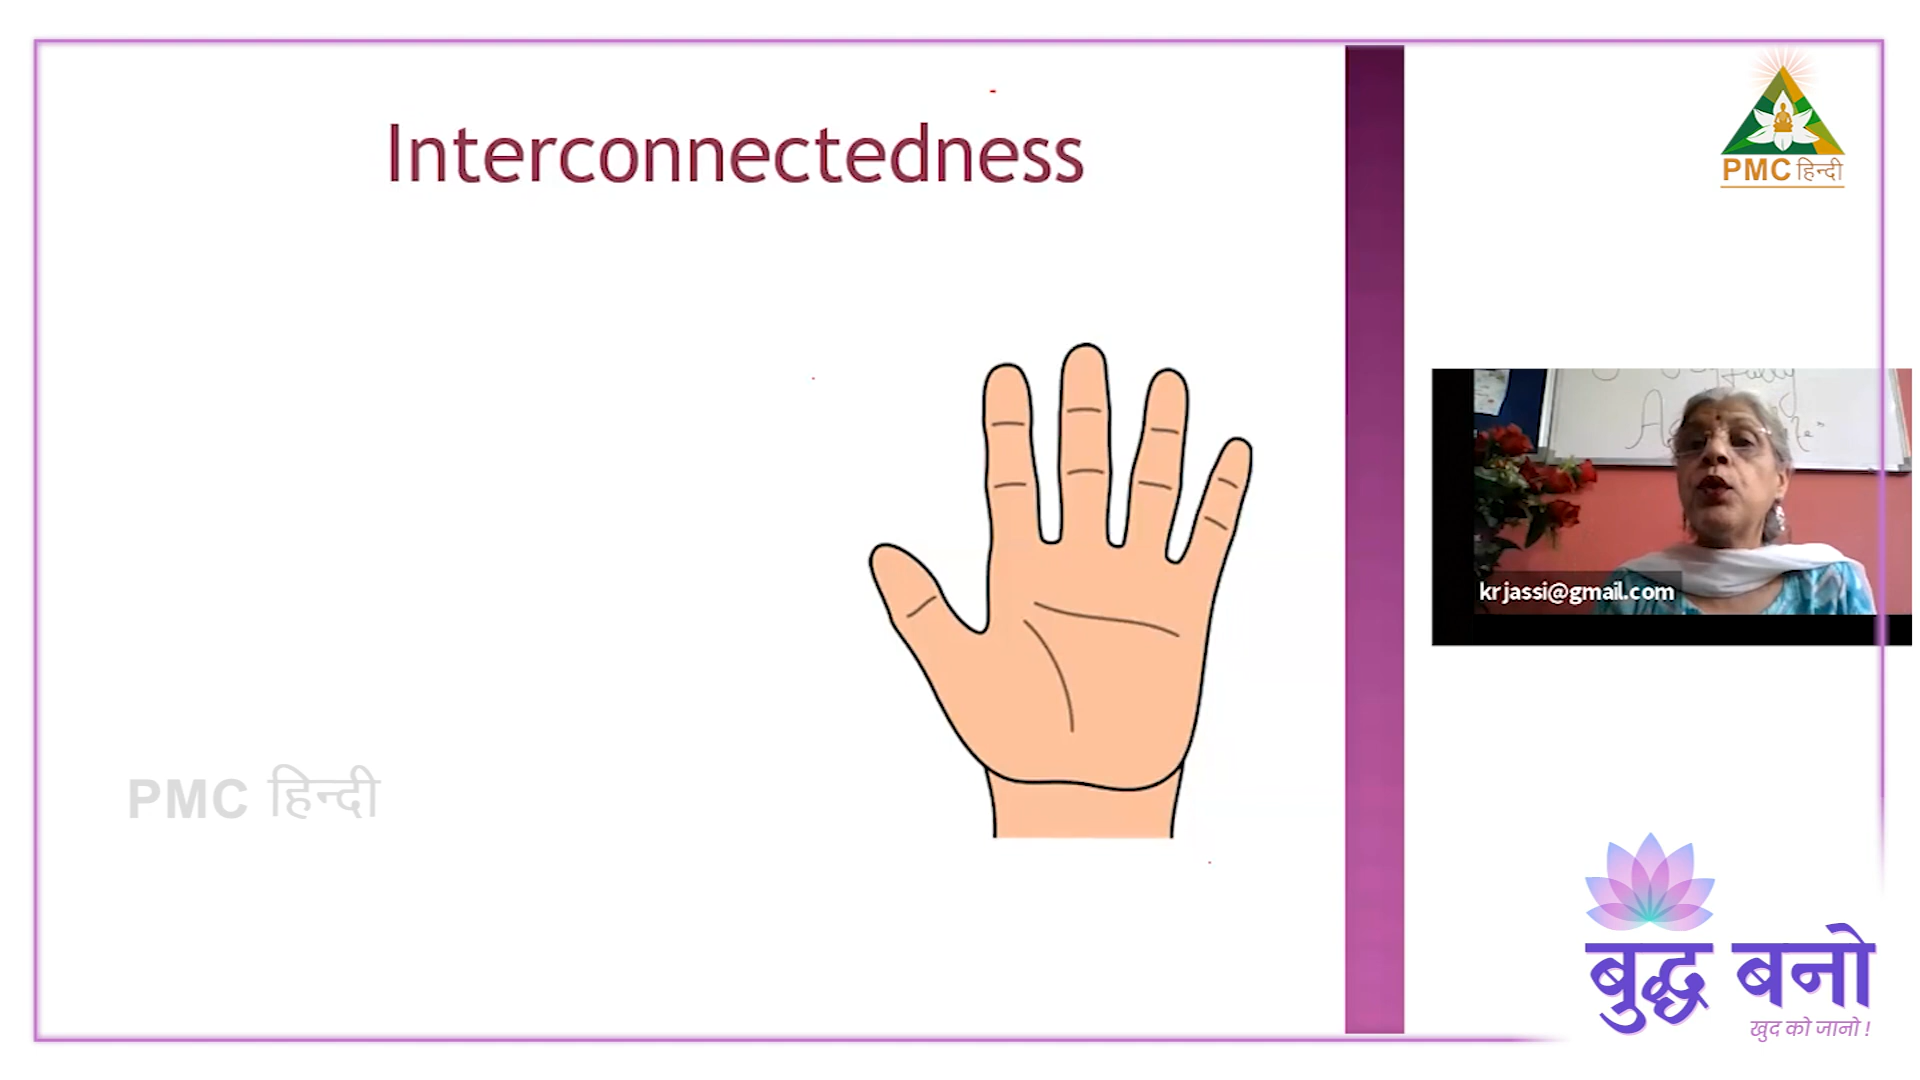 Interconnectedness
PMC हिन्दी
krjassi@gmail.com
PMC हिन्दी
बुद्ध बनो
खुद को जानो !